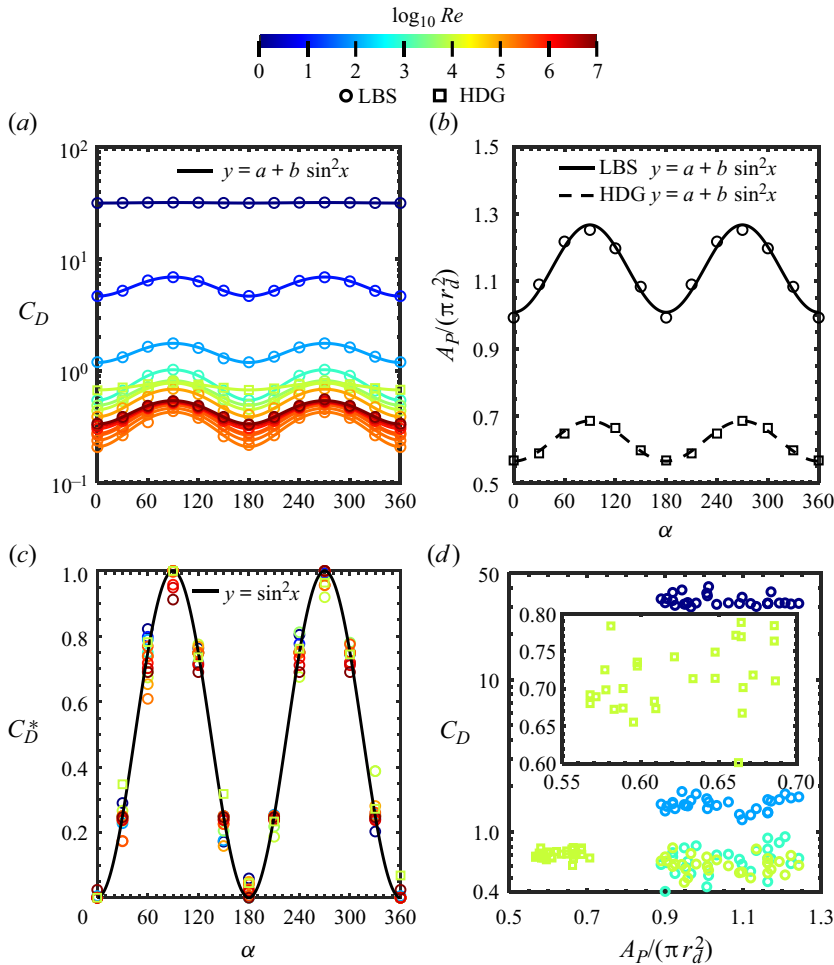 log₁₀ Re
0 1 2 3 4 5 6 7
LBS HDG
(a)
10²
10¹
10⁰
10⁻¹
C_D
y = a + b sin²x
0 60 120 180 240 300 360
(b)
1.5
1.3
1.1
0.9
0.7
0.5
A_P/(π r_d²)
LBS y = a + b sin²x
HDG y = a + b sin²x
0 60 120 180 240 300 360
α
(c)
1.0
0.8
0.6
0.4
0.2
C_D*
y = sin²x
0 60 120 180 240 300 360
α
(d)
50
10
1.0
0.4
C_D
0.80
0.75
0.70
0.65
0.60
0.55 0.60 0.65 0.70
0.5 0.7 0.9 1.1 1.3
A_P/(π r_d²)